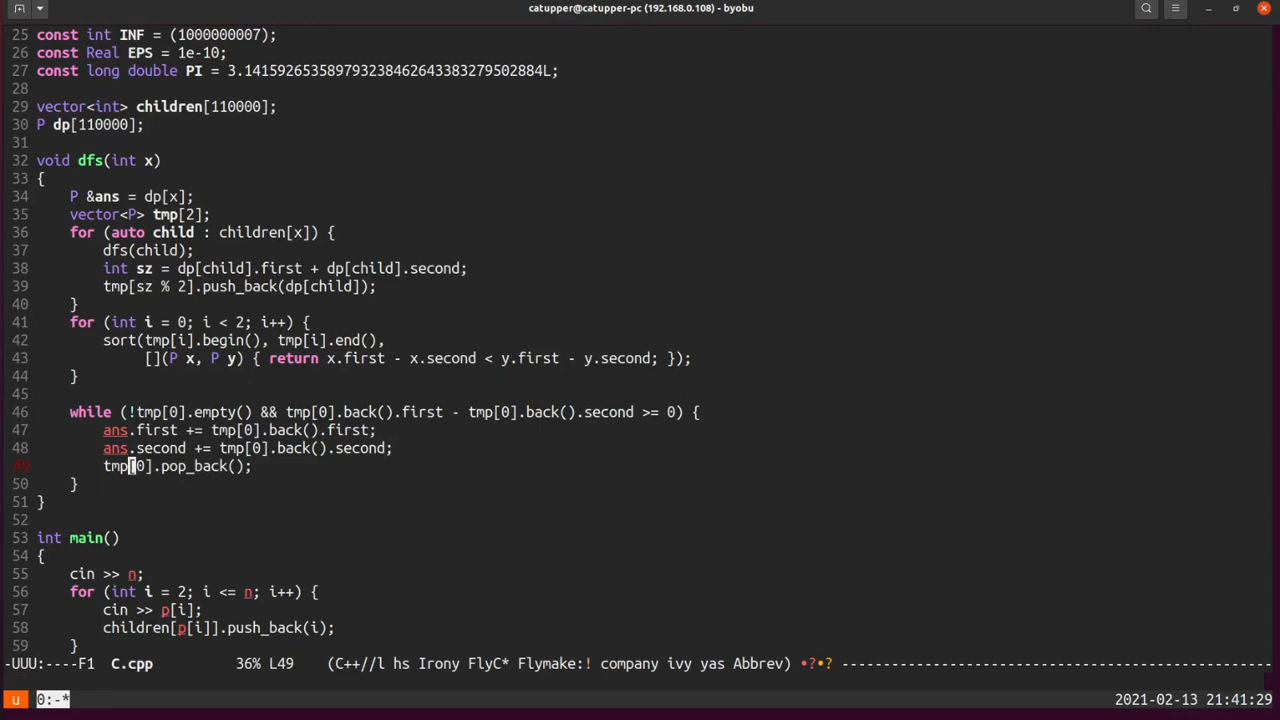 catupper@catupper-pc (192.168.0.108) - byobu
25 const int INF = (1000000007);
26 const Real EPS = 1e-10;
27 const long double PI = 3.14159265358979323846264338327950288​4L;
28
29 vector<int> children[110000];
30 P dp[110000];
31
32 void dfs(int x)
33 {
34     P &ans = dp[x];
35     vector<P> tmp[2];
36     for (auto child : children[x]) {
37         dfs(child);
38         int sz = dp[child].first + dp[child].second;
39         tmp[sz % 2].push_back(dp[child]);
40     }
41     for (int i = 0; i < 2; i++) {
42         sort(tmp[i].begin(), tmp[i].end(),
43              [](P x, P y) { return x.first - x.second < y.first - y.second; });
44     }
45
46     while (!tmp[0].empty() && tmp[0].back().first - tmp[0].back().second >= 0) {
47         ans.first += tmp[0].back().first;
48         ans.second += tmp[0].back().second;
49         tmp[0].pop_back();
50     }
51 }
52
53 int main()
54 {
55     cin >> n;
56     for (int i = 2; i <= n; i++) {
57         cin >> p[i];
58         children[p[i]].push_back(i);
59     }
-UUU:----F1  C.cpp          36% L49    (C++//l hs Irony FlyC* Flymake:! company ivy yas Abbrev) •?•? ----------------------------------------------------
u 0:-* 2021-02-13 21:41:29